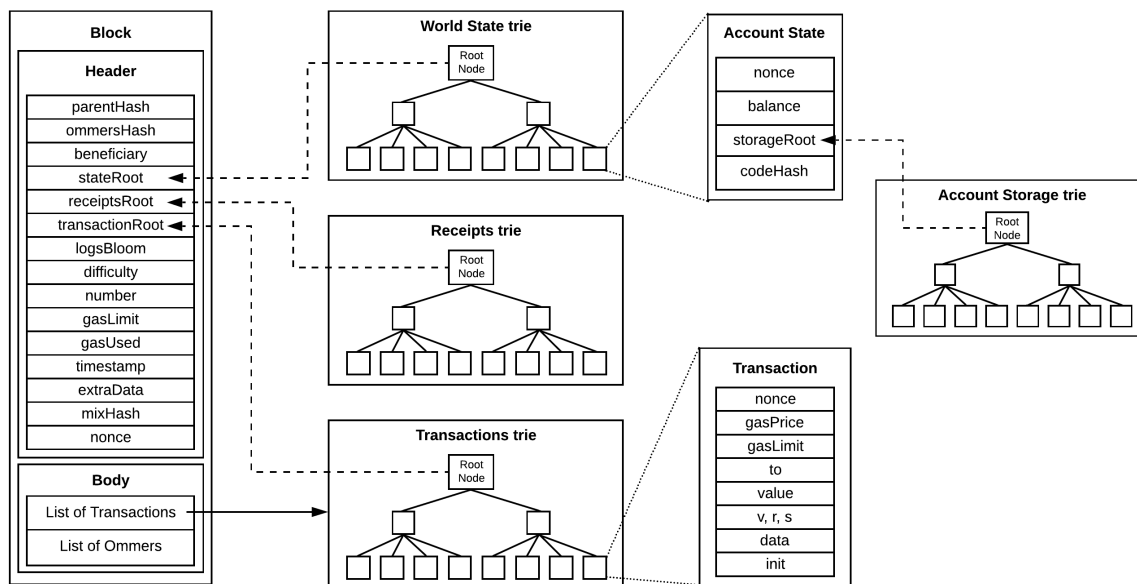 Block
Header
parentHash
ommersHash
beneficiary
stateRoot
receiptsRoot
transactionRoot
logsBloom
difficulty
number
gasLimit
gasUsed
timestamp
extraData
mixHash
nonce
Body
List of Transactions
List of Ommers
World State trie
Root
Node
Receipts trie
Root
Node
Transactions trie
Root
Node
Account State
nonce
balance
storageRoot
codeHash
Account Storage trie
Root
Node
Transaction
nonce
gasPrice
gasLimit
to
value
v, r, s
data
init